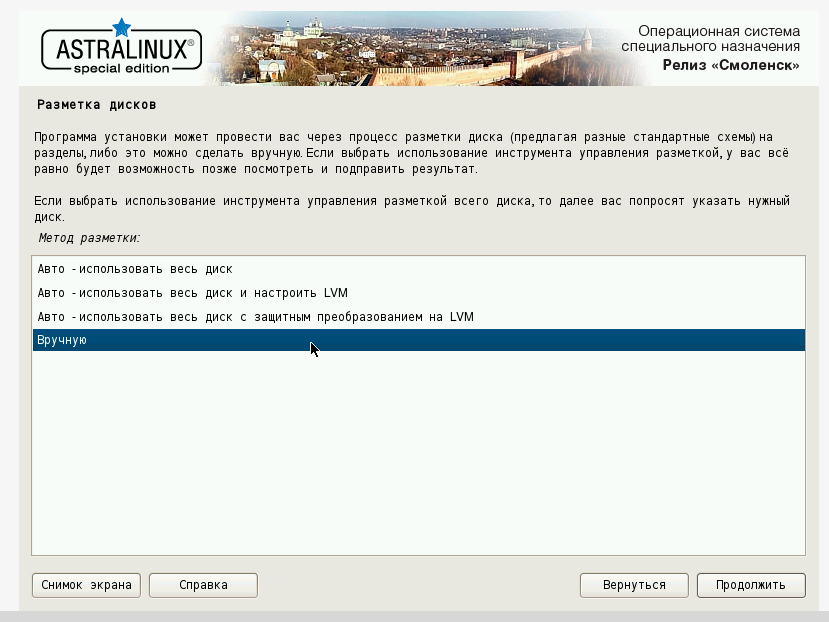 ASTRALINUX®
special edition
Операционная система
специального назначения
Релиз «Смоленск»
Разметка дисков
Программа установки может провести вас через процесс разметки диска (предлагая разные стандартные схемы) на
разделы, либо это можно сделать вручную. Если выбрать использование инструмента управления разметкой, у вас всё
равно будет возможность позже посмотреть и подправить результат.
Если выбрать использование инструмента управления разметкой всего диска, то далее вас попросят указать нужный
диск.
Метод разметки:
Авто - использовать весь диск
Авто - использовать весь диск и настроить LVM
Авто - использовать весь диск с защитным преобразованием на LVM
Вручную
Снимок экрана
Справка
Вернуться
Продолжить